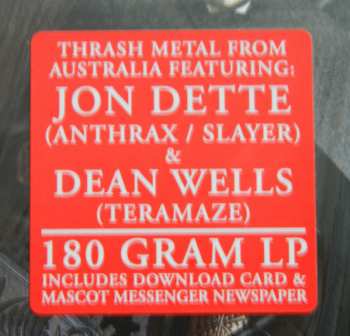 THRASH METAL FROM
AUSTRALIA FEATURING:
JON DETTE
(ANTHRAX / SLAYER)
&
DEAN WELLS
(TERAMAZE)
180 GRAM LP
INCLUDES DOWNLOAD CARD &
MASCOT MESSENGER NEWSPAPER